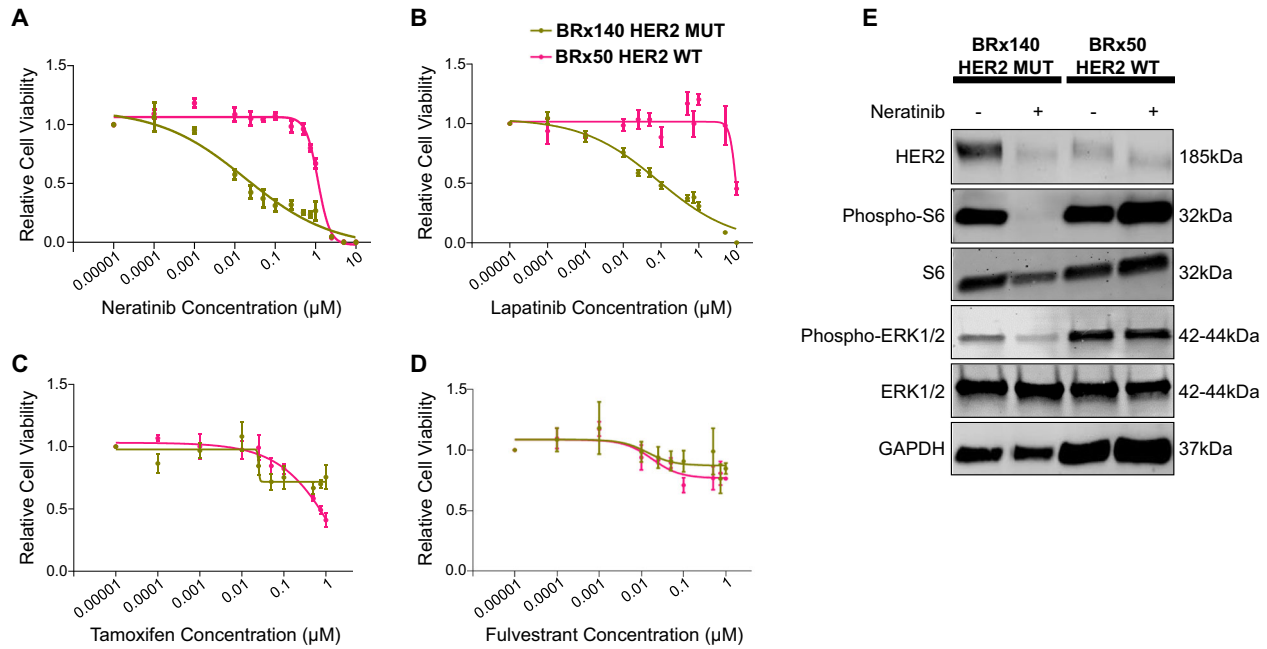 A
1.5
1.0
0.5
0.0
Relative Cell Viability
0.00001
0.0001
0.001
0.01
0.1
1
10
Neratinib Concentration (µM)
B
BRx140 HER2 MUT
BRx50 HER2 WT
1.5
1.0
0.5
0.0
Relative Cell Viability
0.00001
0.0001
0.001
0.01
0.1
1
10
Lapatinib Concentration (µM)
C
1.5
1.0
0.5
0.0
Relative Cell Viability
0.00001
0.0001
0.001
0.01
0.1
1
Tamoxifen Concentration (µM)
D
1.5
1.0
0.5
0.0
Relative Cell Viability
0.00001
0.0001
0.001
0.01
0.1
1
Fulvestrant Concentration (µM)
E
BRx140
HER2 MUT
BRx50
HER2 WT
Neratinib - + - +
HER2 185kDa
Phospho-S6 32kDa
S6 32kDa
Phospho-ERK1/2 42-44kDa
ERK1/2 42-44kDa
GAPDH 37kDa